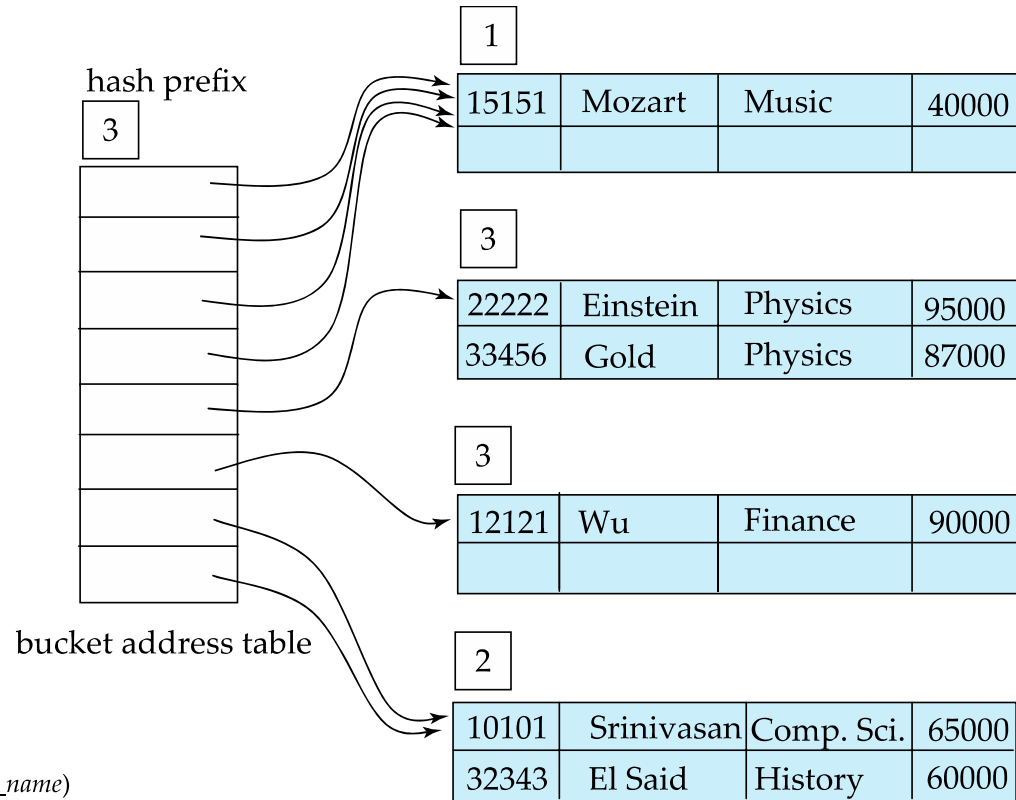 hash prefix
3
bucket address table
1
15151 Mozart Music 40000
3
22222 Einstein Physics 95000
33456 Gold Physics 87000
3
12121 Wu Finance 90000
2
10101 Srinivasan Comp. Sci. 65000
32343 El Said History 60000
_name)